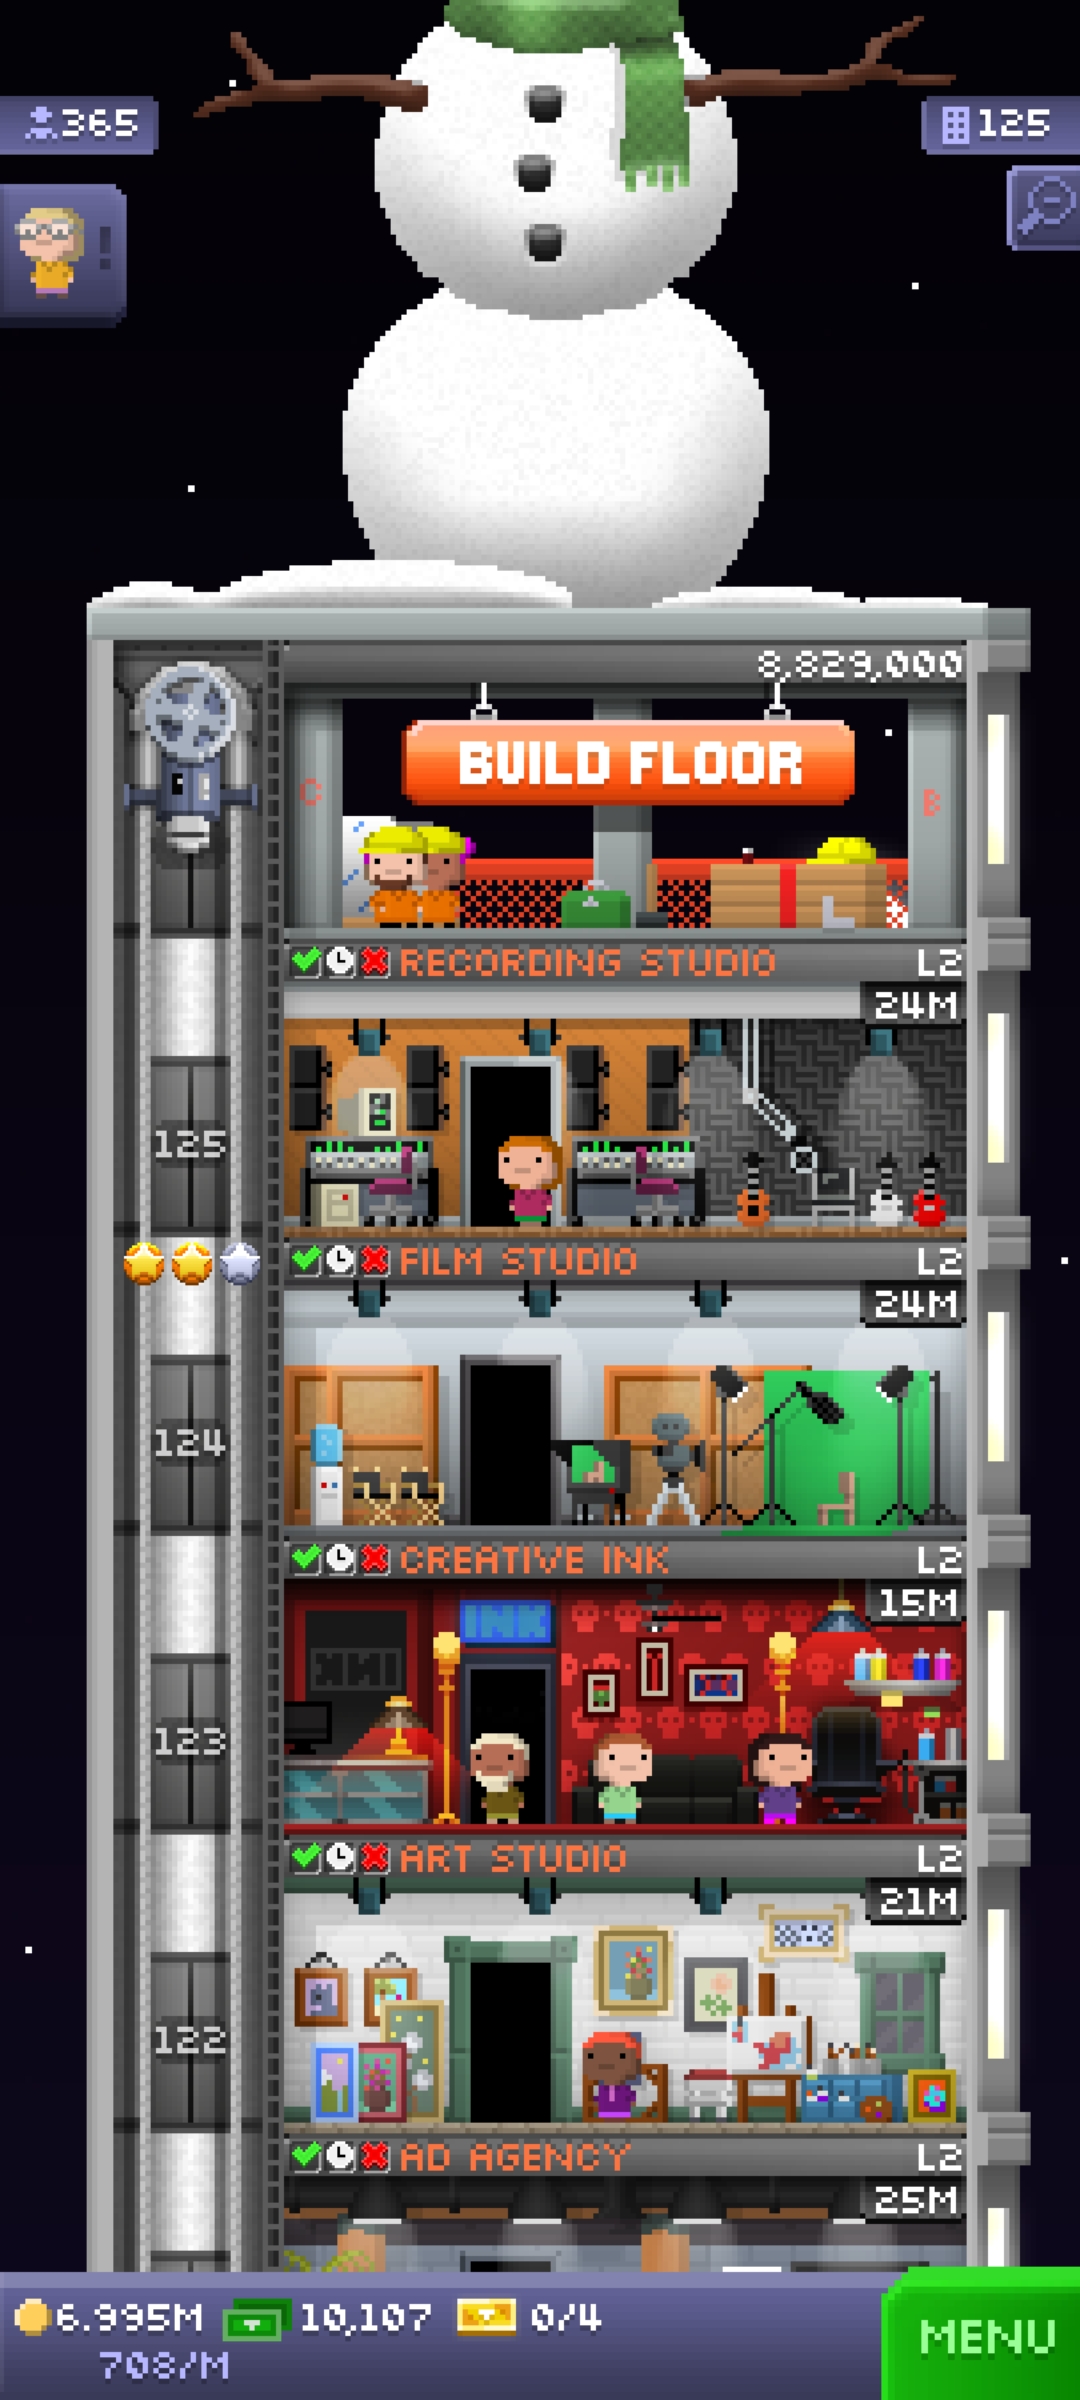 365
125
!
8,829,000
BUILD FLOOR
C
B
RECORDING STUDIO L2
24M
125
FILM STUDIO L2
24M
124
CREATIVE INK L2
15M
INK
INK
123
ART STUDIO L2
21M
122
AD AGENCY L2
25M
6.995M 10,107 0/4
708/M
MENU